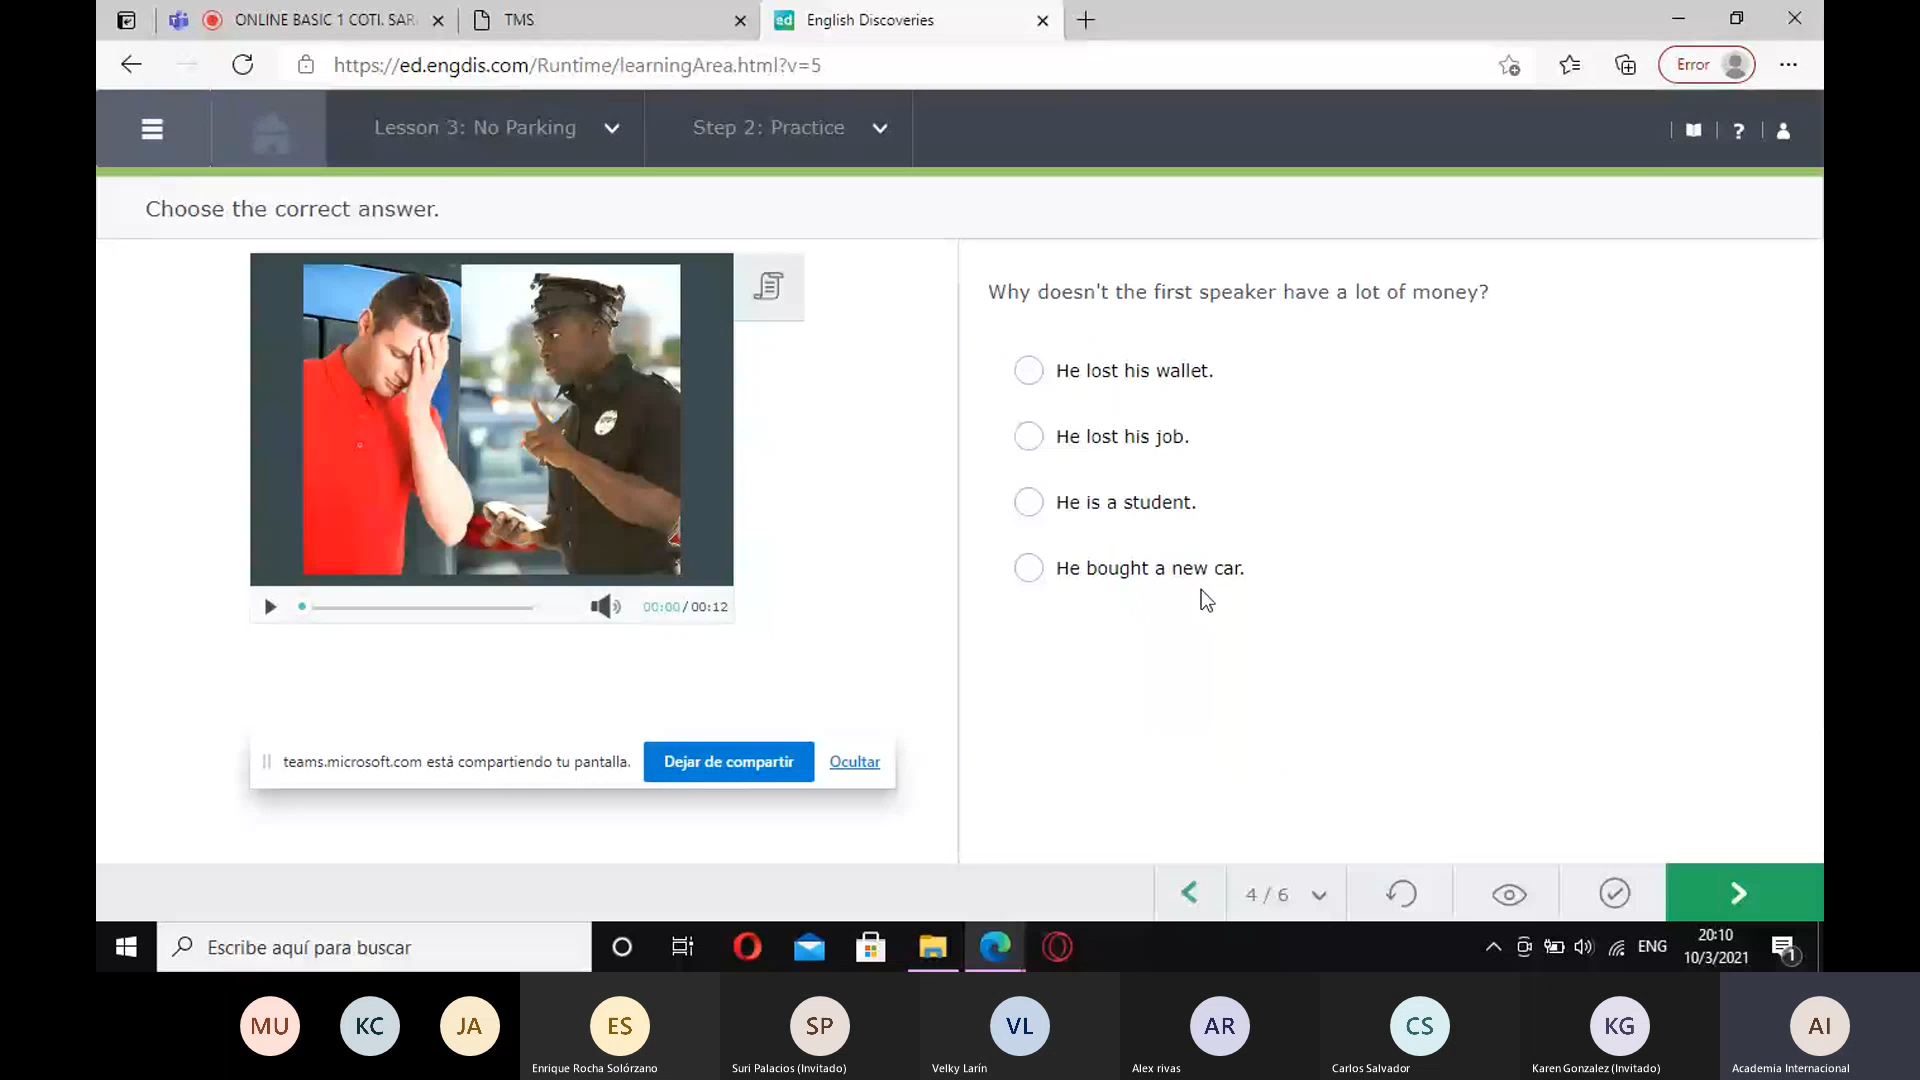 ONLINE BASIC 1 COTI. SAR
TMS
English Discoveries
https://ed.engdis.com/Runtime/learningArea.html?v=5
Error
Lesson 3: No Parking
Step 2: Practice
?
Choose the correct answer.
Why doesn't the first speaker have a lot of money?
He lost his wallet.
He lost his job.
He is a student.
He bought a new car.
00:00/00:12
teams.microsoft.com está compartiendo tu pantalla.
Dejar de compartir
Ocultar
4 / 6
Escribe aquí para buscar
ENG
20:10
10/3/2021
1
MU
KC
JA
ES
SP
VL
AR
CS
KG
AI
Enrique Rocha Solórzano
Suri Palacios (Invitado)
Velky Larín
Alex rivas
Carlos Salvador
Karen Gonzalez (Invitado)
Academia Internacional